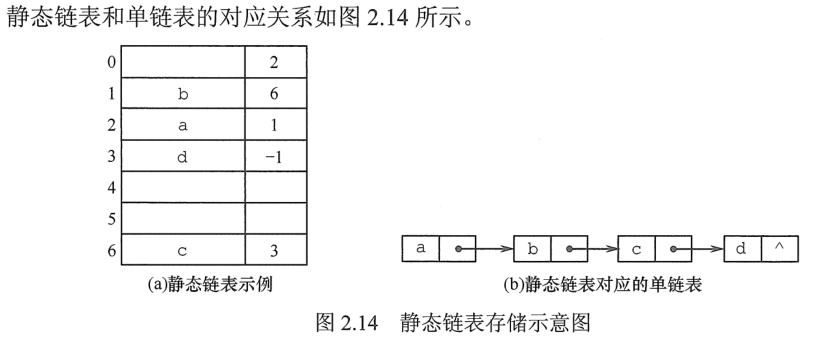 静态链表和单链表的对应关系如图 2.14 所示。
0 2
1 b 6
2 a 1
3 d -1
4
5
6 c 3
a b c d ^
(a)静态链表示例 (b)静态链表对应的单链表
图 2.14 静态链表存储示意图